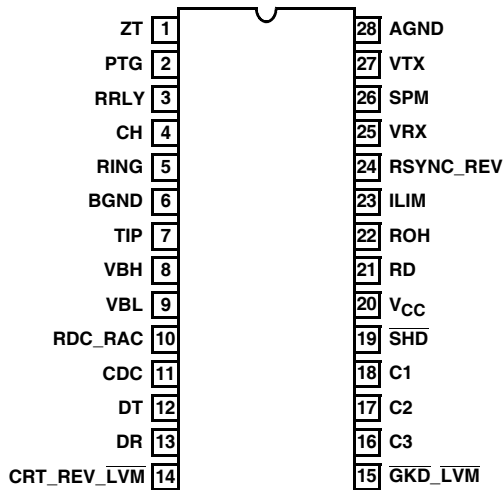 ZT 1 28 AGND
PTG 2 27 VTX
RRLY 3 26 SPM
CH 4 25 VRX
RING 5 24 RSYNC_REV
BGND 6 23 ILIM
TIP 7 22 ROH
VBH 8 21 RD
VBL 9 20 VCC
RDC_RAC 10 19 SHD
CDC 11 18 C1
DT 12 17 C2
DR 13 16 C3
CRT_REV_LVM 14 15 GKD_LVM